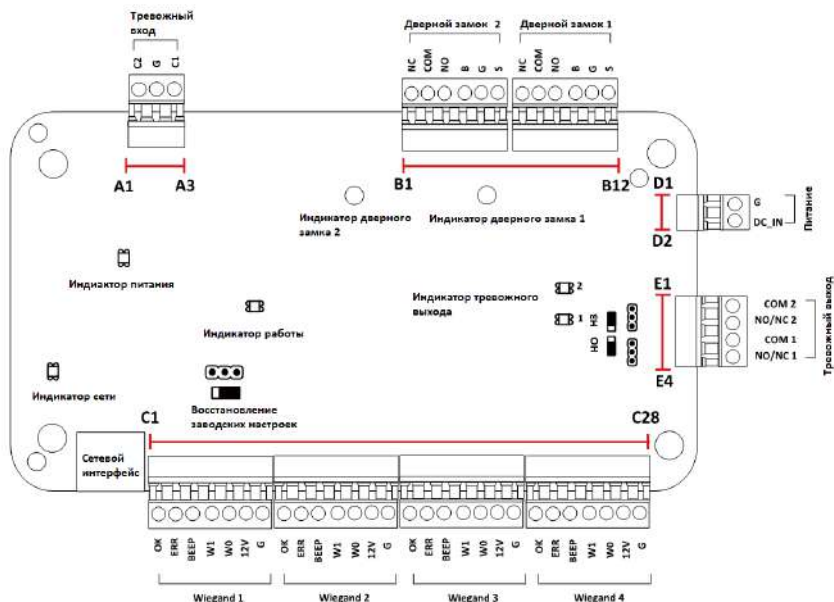 Тревожный
вход
C2 G C1
Дверной замок 2
NC COM NO B G S
Дверной замок 1
NC COM NO B G S
A1 A3
B1 B12
D1
G
DC_IN
Питание
D2
Индикатор дверного
замка 2
Индикатор дверного замка 1
Индиактор питания
E1
Индикатор тревожного
выхода
2
1
НЗ
НО
COM 2
NO/NC 2
COM 1
NO/NC 1
Тревожный выход
Индикатор работы
E4
Индикатор сети
Восстановление
заводских настроек
C1 C28
Сетевой
интерфейс
OK ERR BEEP W1 W0 12V G
OK ERR BEEP W1 W0 12V G
OK ERR BEEP W1 W0 12V G
OK ERR BEEP W1 W0 12V G
Wiegand 1
Wiegand 2
Wiegand 3
Wiegand 4